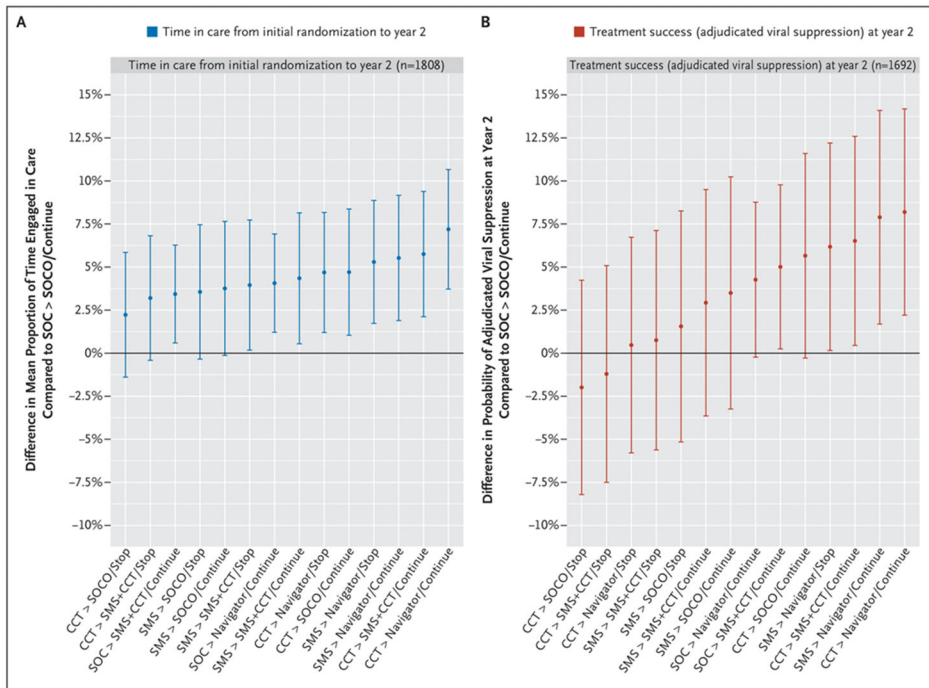 A
Time in care from initial randomization to year 2
Time in care from initial randomization to year 2 (n=1808)
Difference in Mean Proportion of Time Engaged in Care
Compared to SOC > SOCO/Continue
15%
12.5%
10%
7.5%
5%
2.5%
0%
−2.5%
−5%
−7.5%
−10%
CCT > SOCO/Stop
CCT > SMS+CCT/Stop
SOC > SMS+CCT/Continue
SMS > SOCO/Stop
SMS > SOCO/Continue
SMS > SMS+CCT/Stop
SOC > Navigator/Continue
SMS > SMS+CCT/Continue
CCT > Navigator/Stop
CCT > SOCO/Continue
SMS > Navigator/Stop
SMS > Navigator/Continue
CCT > SMS+CCT/Continue
CCT > Navigator/Continue
B
Treatment success (adjudicated viral suppression) at year 2
Treatment success (adjudicated viral suppression) at year 2 (n=1692)
Difference in Probability of Adjudicated Viral Suppression at Year 2
Compared to SOC > SOCO/Continue
15%
12.5%
10%
7.5%
5%
2.5%
0%
−2.5%
−5%
−7.5%
−10%
CCT > SOCO/Stop
CCT > SMS+CCT/Stop
CCT > Navigator/Stop
SMS > SMS+CCT/Stop
SMS > SOCO/Stop
SMS > SMS+CCT/Continue
SMS > SOCO/Continue
SOC > Navigator/Continue
SOC > SMS+CCT/Continue
CCT > SOCO/Continue
SMS > Navigator/Stop
CCT > SMS+CCT/Continue
SMS > Navigator/Continue
CCT > Navigator/Continue